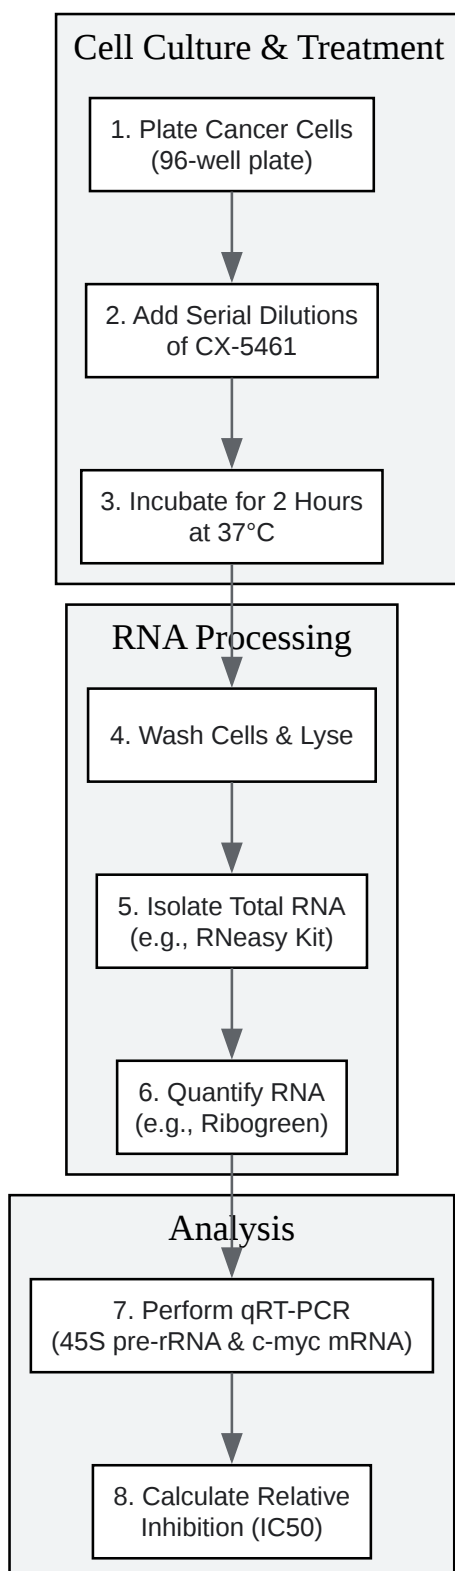 Cell Culture & Treatment
1. Plate Cancer Cells
(96-well plate)
2. Add Serial Dilutions
of CX-5461
3. Incubate for 2 Hours
at 37°C
RNA Processing
4. Wash Cells & Lyse
5. Isolate Total RNA
(e.g., RNeasy Kit)
6. Quantify RNA
(e.g., Ribogreen)
Analysis
7. Perform qRT-PCR
(45S pre-rRNA & c-myc mRNA)
8. Calculate Relative
Inhibition (IC50)